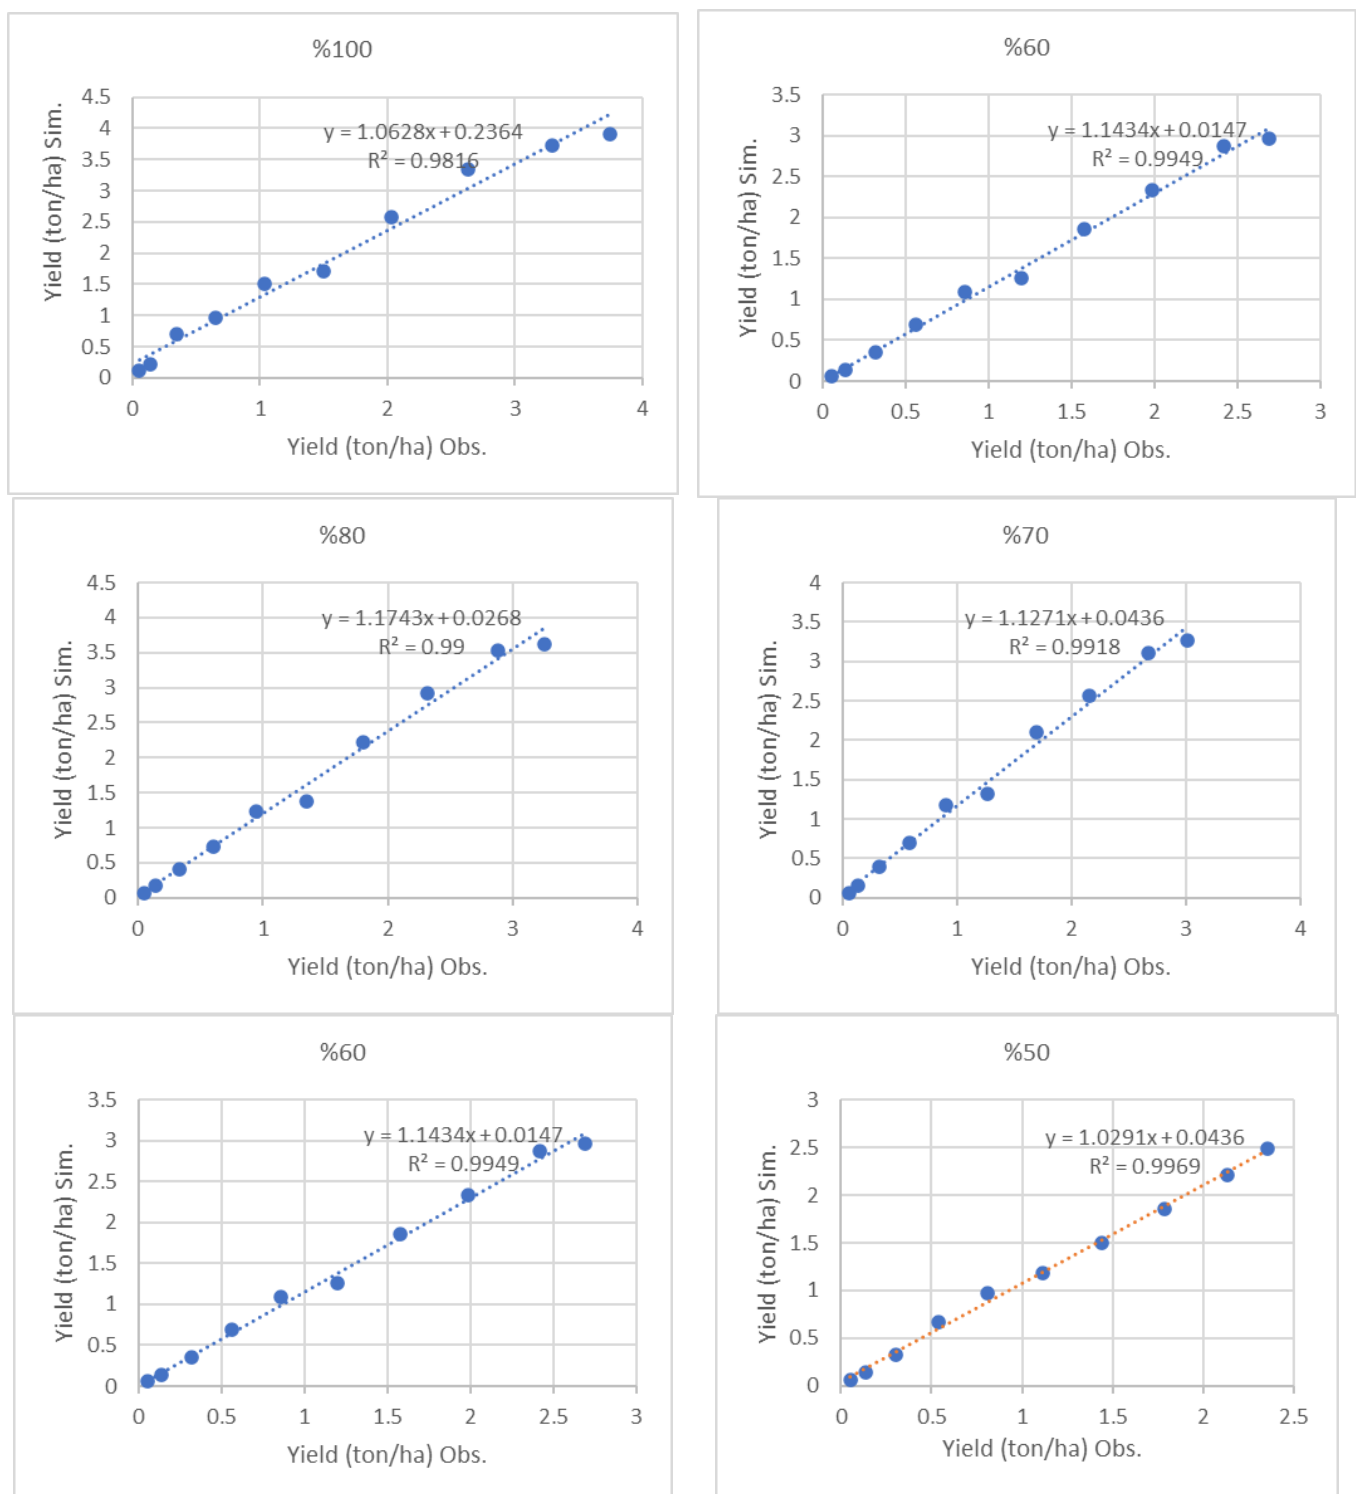 %100
Yield (ton/ha) Sim.
4.5
4
3.5
3
2.5
2
1.5
1
0.5
0
y = 1.0628x + 0.2364
R² = 0.9816
0 1 2 3 4
Yield (ton/ha) Obs.
%60
Yield (ton/ha) Sim.
3.5
3
2.5
2
1.5
1
0.5
0
y = 1.1434x + 0.0147
R² = 0.9949
0 0.5 1 1.5 2 2.5 3
Yield (ton/ha) Obs.
%80
Yield (ton/ha) Sim.
4.5
4
3.5
3
2.5
2
1.5
1
0.5
0
y = 1.1743x + 0.0268
R² = 0.99
0 1 2 3 4
Yield (ton/ha) Obs.
%70
Yield (ton/ha) Sim.
4
3.5
3
2.5
2
1.5
1
0.5
0
y = 1.1271x + 0.0436
R² = 0.9918
0 1 2 3 4
Yield (ton/ha) Obs.
%60
Yield (ton/ha) Sim.
3.5
3
2.5
2
1.5
1
0.5
0
y = 1.1434x + 0.0147
R² = 0.9949
0 0.5 1 1.5 2 2.5 3
Yield (ton/ha) Obs.
%50
Yield (ton/ha) Sim.
3
2.5
2
1.5
1
0.5
0
y = 1.0291x + 0.0436
R² = 0.9969
0 0.5 1 1.5 2 2.5
Yield (ton/ha) Obs.